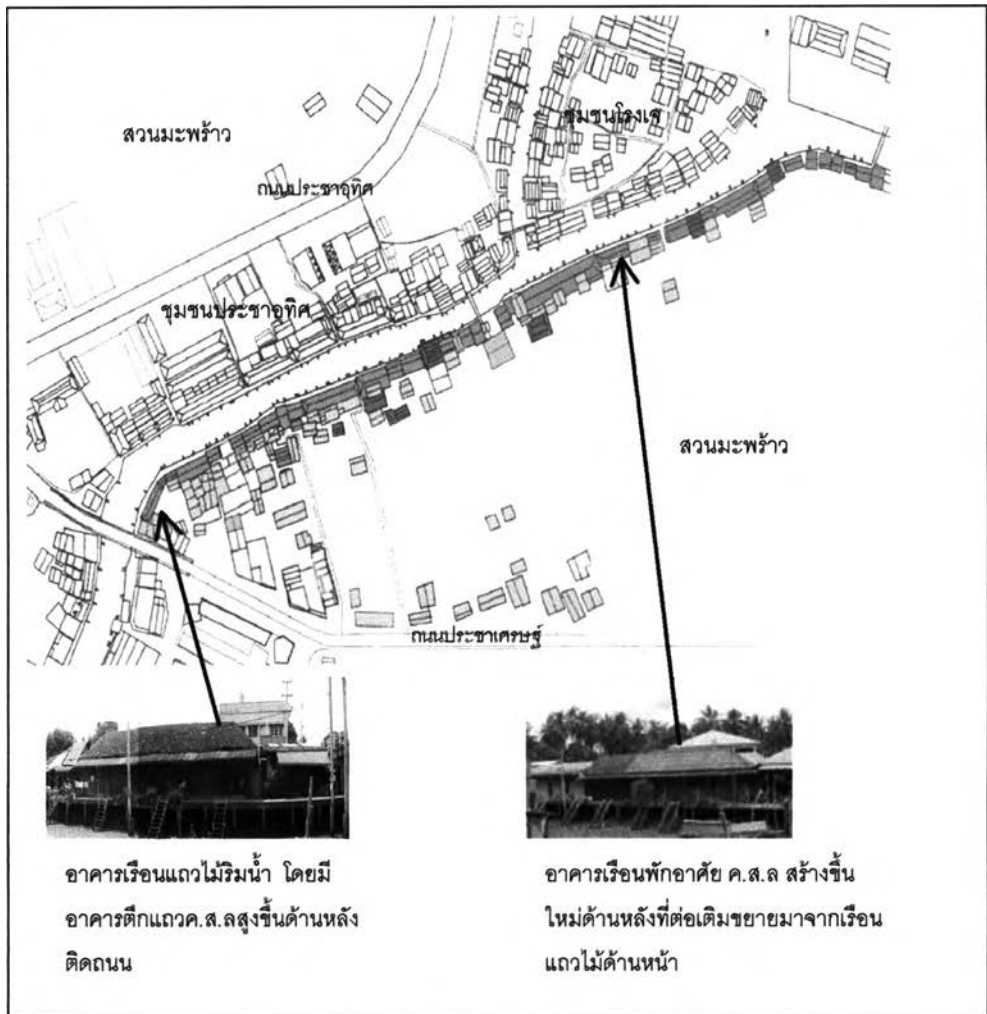 ชุมชนโรงเจ
สวนมะพร้าว
ถนนประชาอุทิศ
ชุมชนประชาอุทิศ
สวนมะพร้าว
ถนนประชาเศรษฐ์
อาคารเรือนแถวไม้ริมน้ำ โดยมี
อาคารตึกแถวค.ส.ลสูงขึ้นด้านหลัง
ติดถนน
อาคารเรือนพักอาศัย ค.ส.ล สร้างขึ้น
ใหม่ด้านหลังที่ต่อเติมขยายมาจากเรือน
แถวไม้ด้านหน้า